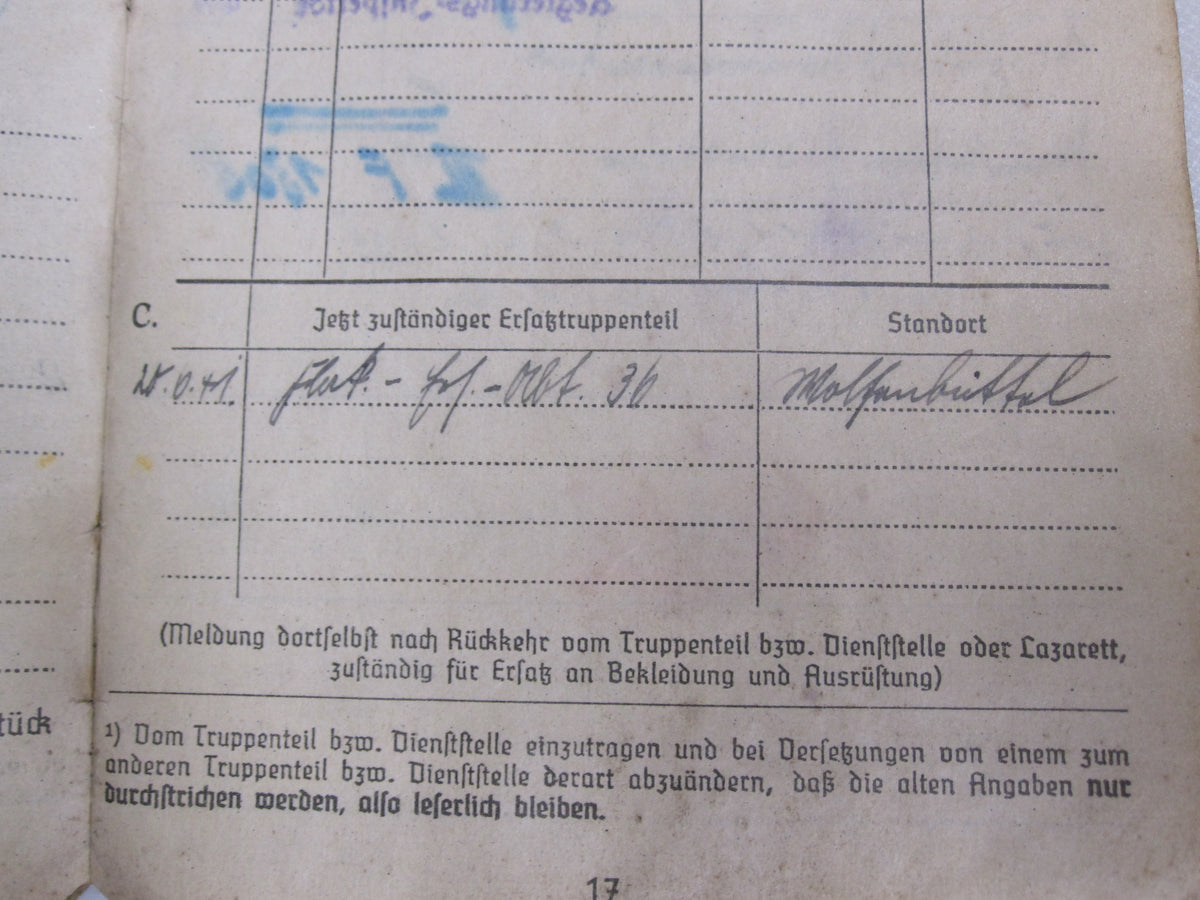 C. Jetzt zuständiger Ersatztruppenteil Standort
Flak. - Ers. - Abt. 36 Wolfenbüttel
(Meldung dortselbst nach Rückkehr vom Truppenteil bzw. Dienststelle oder Lazarett,
zuständig für Ersatz an Bekleidung und Ausrüstung)
tück
¹) Vom Truppenteil bzw. Dienststelle einzutragen und bei Versetzungen von einem zum
anderen Truppenteil bzw. Dienststelle derart abzuändern, daß die alten Angaben nur
durchstrichen werden, also leserlich bleiben.
17